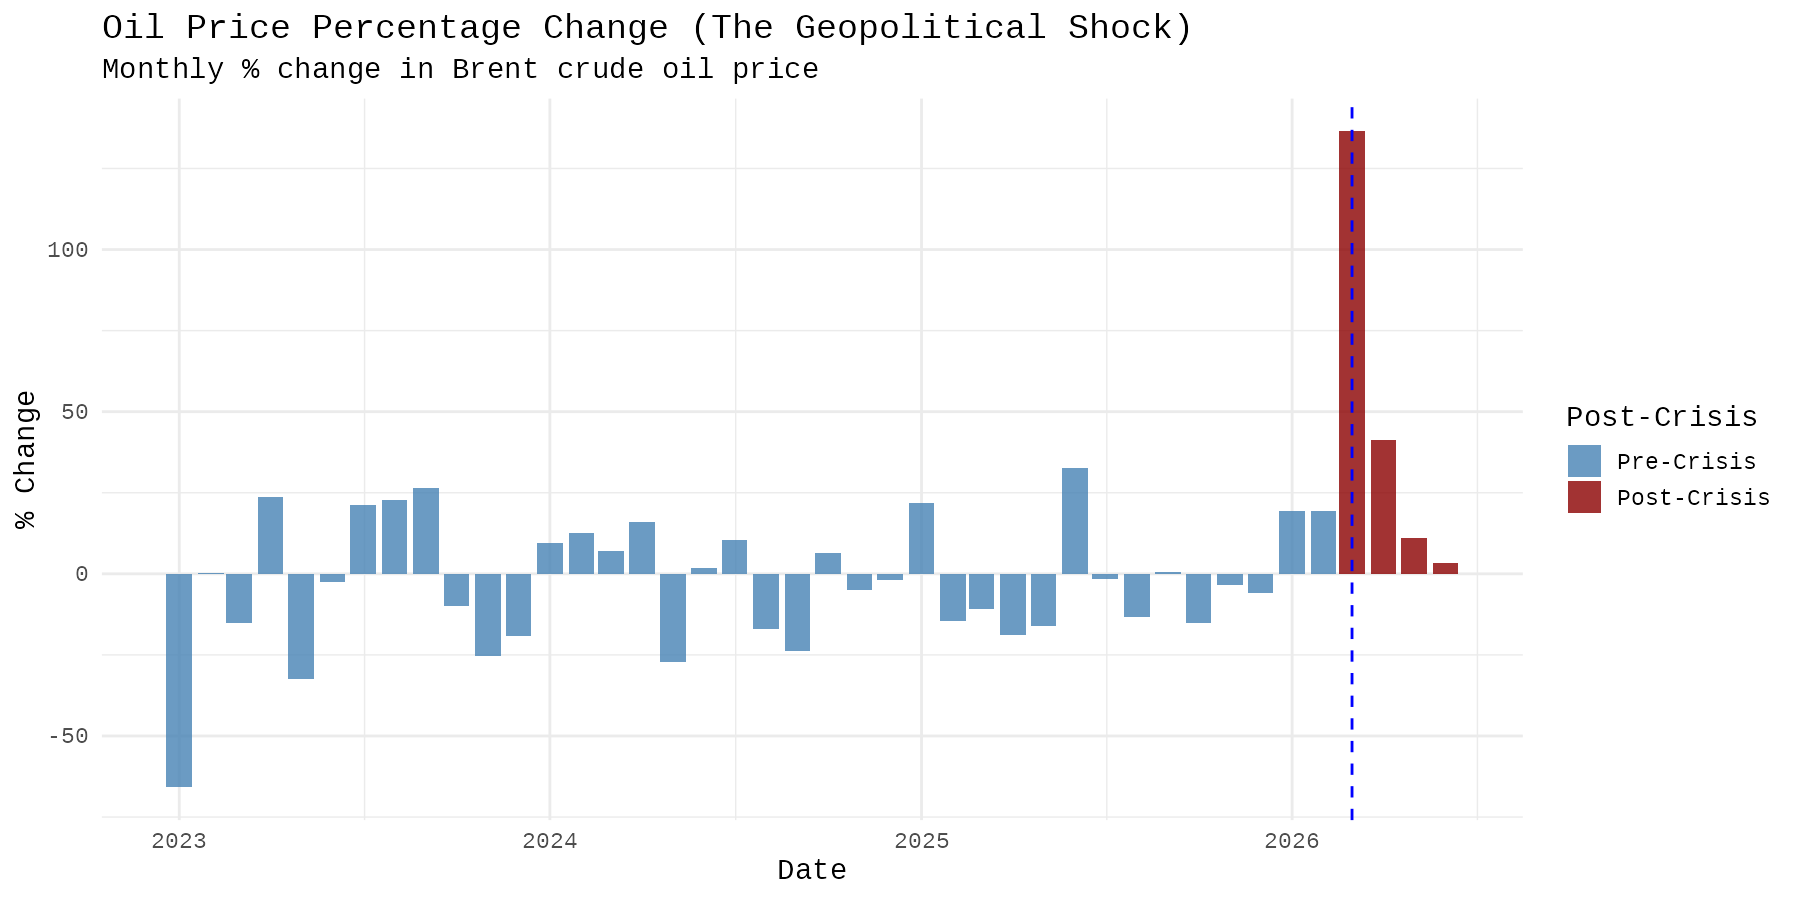 Oil Price Percentage Change (The Geopolitical Shock)
Monthly % change in Brent crude oil price
% Change
100
50
0
-50
2023
2024
2025
2026
Date
Post-Crisis
Pre-Crisis
Post-Crisis